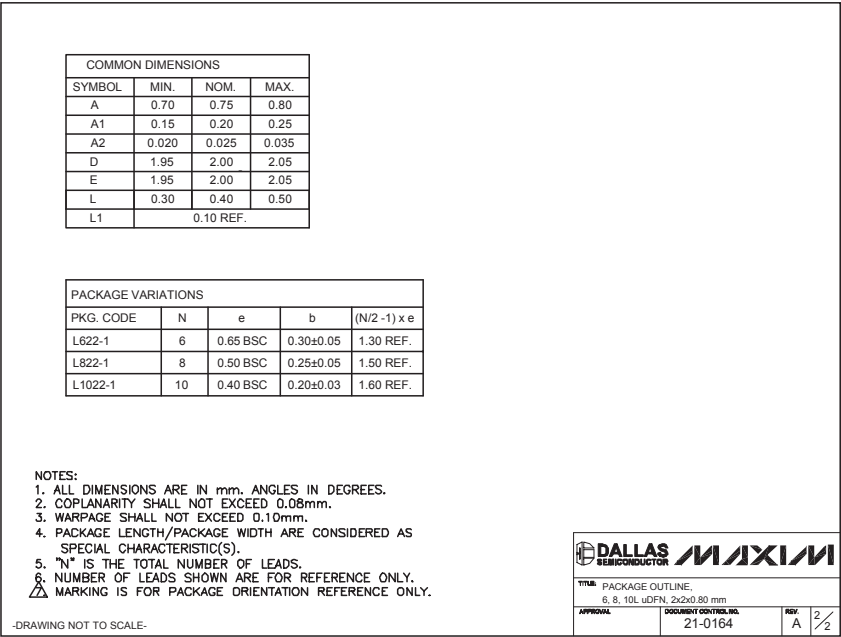 COMMON DIMENSIONS
SYMBOL MIN. NOM. MAX.
A 0.70 0.75 0.80
A1 0.15 0.20 0.25
A2 0.020 0.025 0.035
D 1.95 2.00 2.05
E 1.95 2.00 2.05
L 0.30 0.40 0.50
L1 0.10 REF.
PACKAGE VARIATIONS
PKG. CODE N e b (N/2 -1) x e
L622-1 6 0.65 BSC 0.30±0.05 1.30 REF.
L822-1 8 0.50 BSC 0.25±0.05 1.50 REF.
L1022-1 10 0.40 BSC 0.20±0.03 1.60 REF.
NOTES:
1. ALL DIMENSIONS ARE IN mm. ANGLES IN DEGREES.
2. COPLANARITY SHALL NOT EXCEED 0.08mm.
3. WARPAGE SHALL NOT EXCEED 0.10mm.
4. PACKAGE LENGTH/PACKAGE WIDTH ARE CONSIDERED AS
SPECIAL CHARACTERISTIC(S).
5. "N" IS THE TOTAL NUMBER OF LEADS.
6. NUMBER OF LEADS SHOWN ARE FOR REFERENCE ONLY.
7. MARKING IS FOR PACKAGE ORIENTATION REFERENCE ONLY.
-DRAWING NOT TO SCALE-
DALLAS SEMICONDUCTOR MAXIM
TITLE: PACKAGE OUTLINE,
6, 8, 10L uDFN, 2x2x0.80 mm
APPROVAL DOCUMENT CONTROL NO. REV.
21-0164 A 2/2